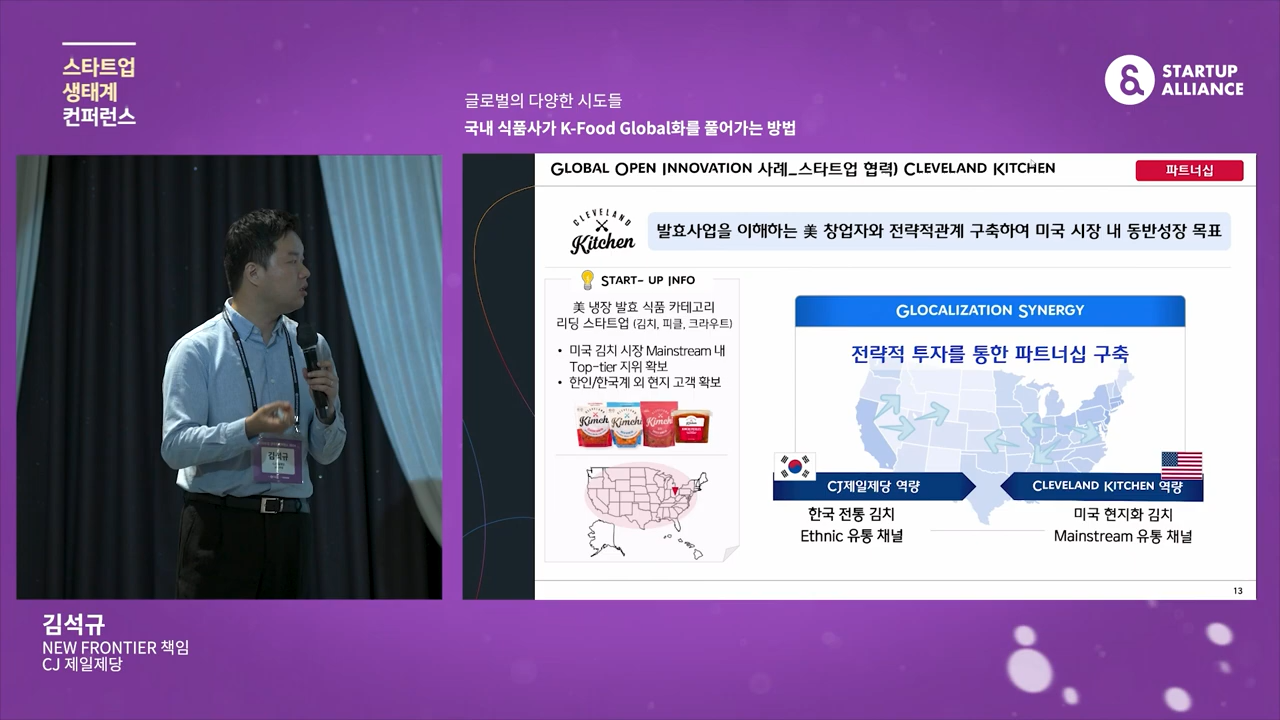 스타트업
생태계
컨퍼런스
글로벌의 다양한 시도들
국내 식품사가 K-Food Global화를 풀어가는 방법
STARTUP
ALLIANCE
GLOBAL OPEN INNOVATION 사례_스타트업 협력) CLEVELAND KITCHEN
파트너십
CLEVELAND
Kitchen
발효사업을 이해하는 美 창업자와 전략적관계 구축하여 미국 시장 내 동반성장 목표
START- UP INFO
美 냉장 발효 식품 카테고리
리딩 스타트업 (김치, 피클, 크라우트)
• 미국 김치 시장 Mainstream 내
Top-tier 지위 확보
• 한인/한국계 외 현지 고객 확보
Kimchi Kimchi Kimchi
GLOCALIZATION SYNERGY
전략적 투자를 통한 파트너십 구축
CJ제일제당 역량
CLEVELAND KITCHEN 역량
한국 전통 김치
Ethnic 유통 채널
미국 현지화 김치
Mainstream 유통 채널
13
김석규
김석규
NEW FRONTIER 책임
CJ 제일제당